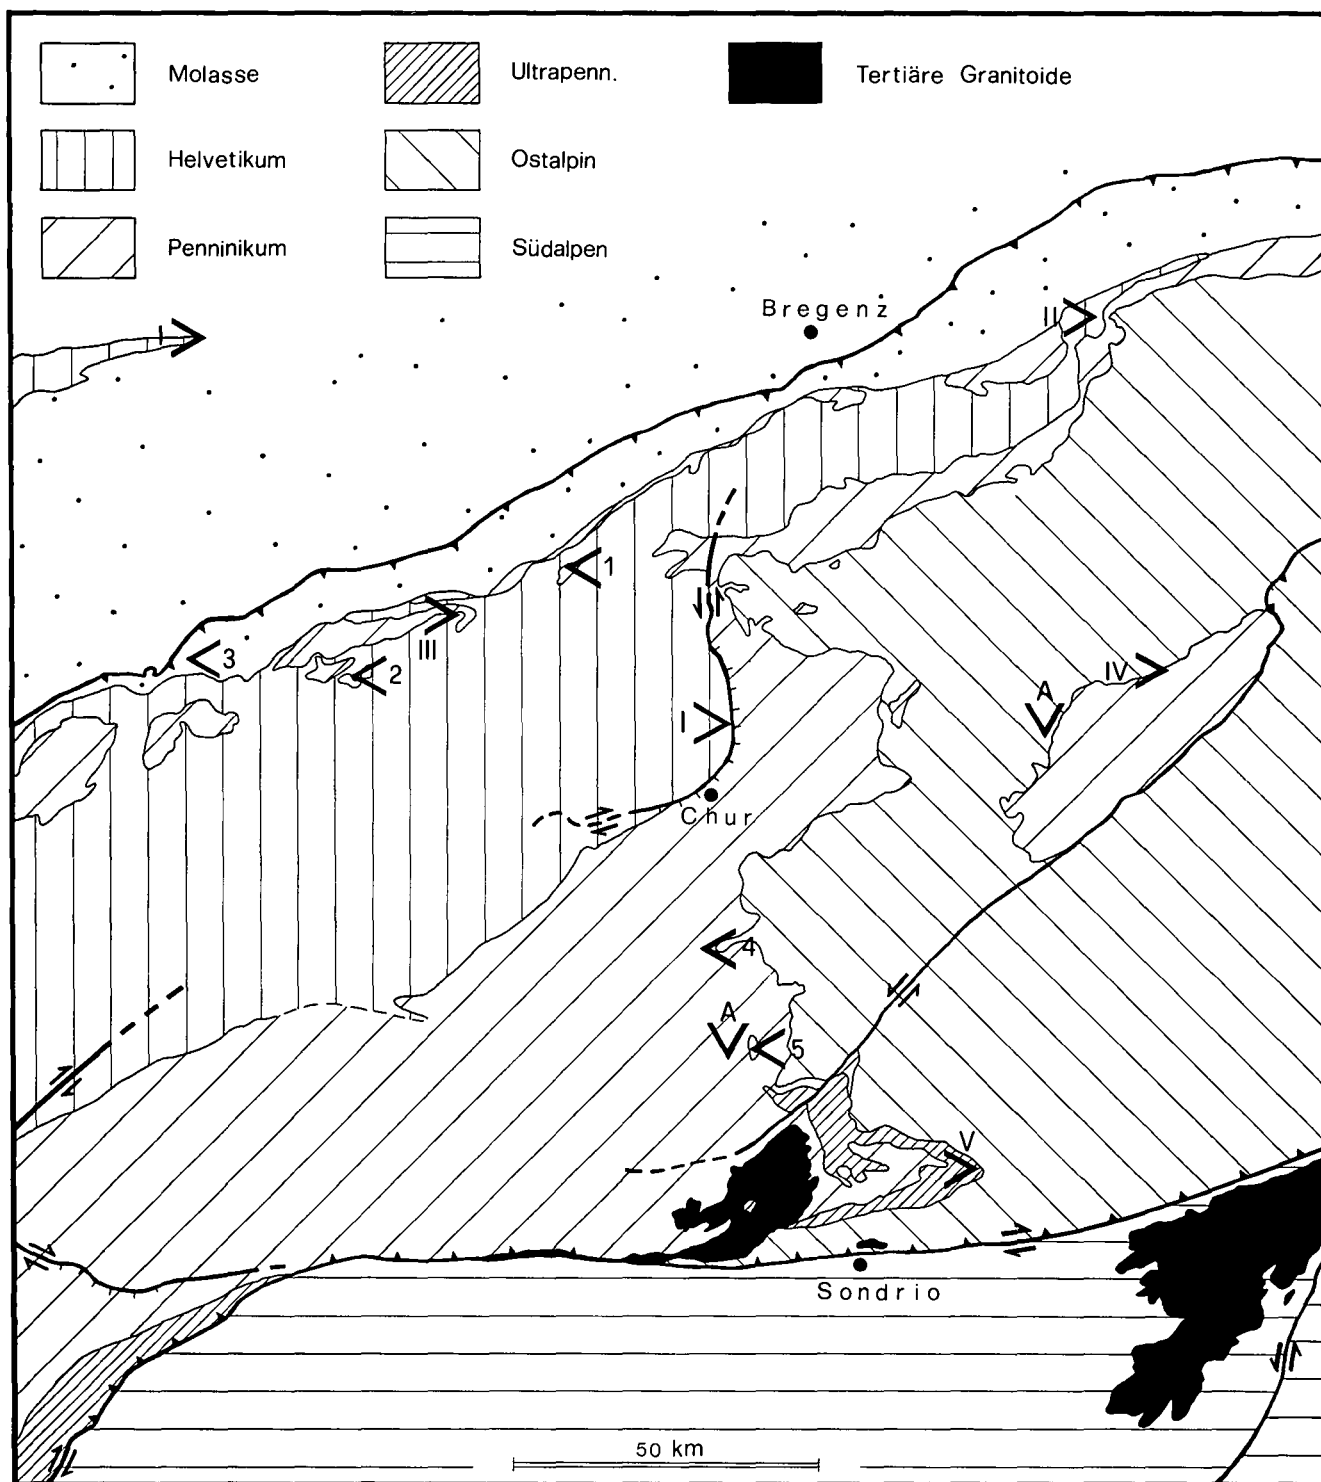 Molasse
Ultrapenn.
Tertiäre Granitoide
Helvetikum
Ostalpin
Penninikum
Südalpen
Bregenz
I
II
1
III
3
2
IV
A
I
Chur
4
A
5
V
Sondrio
50 km